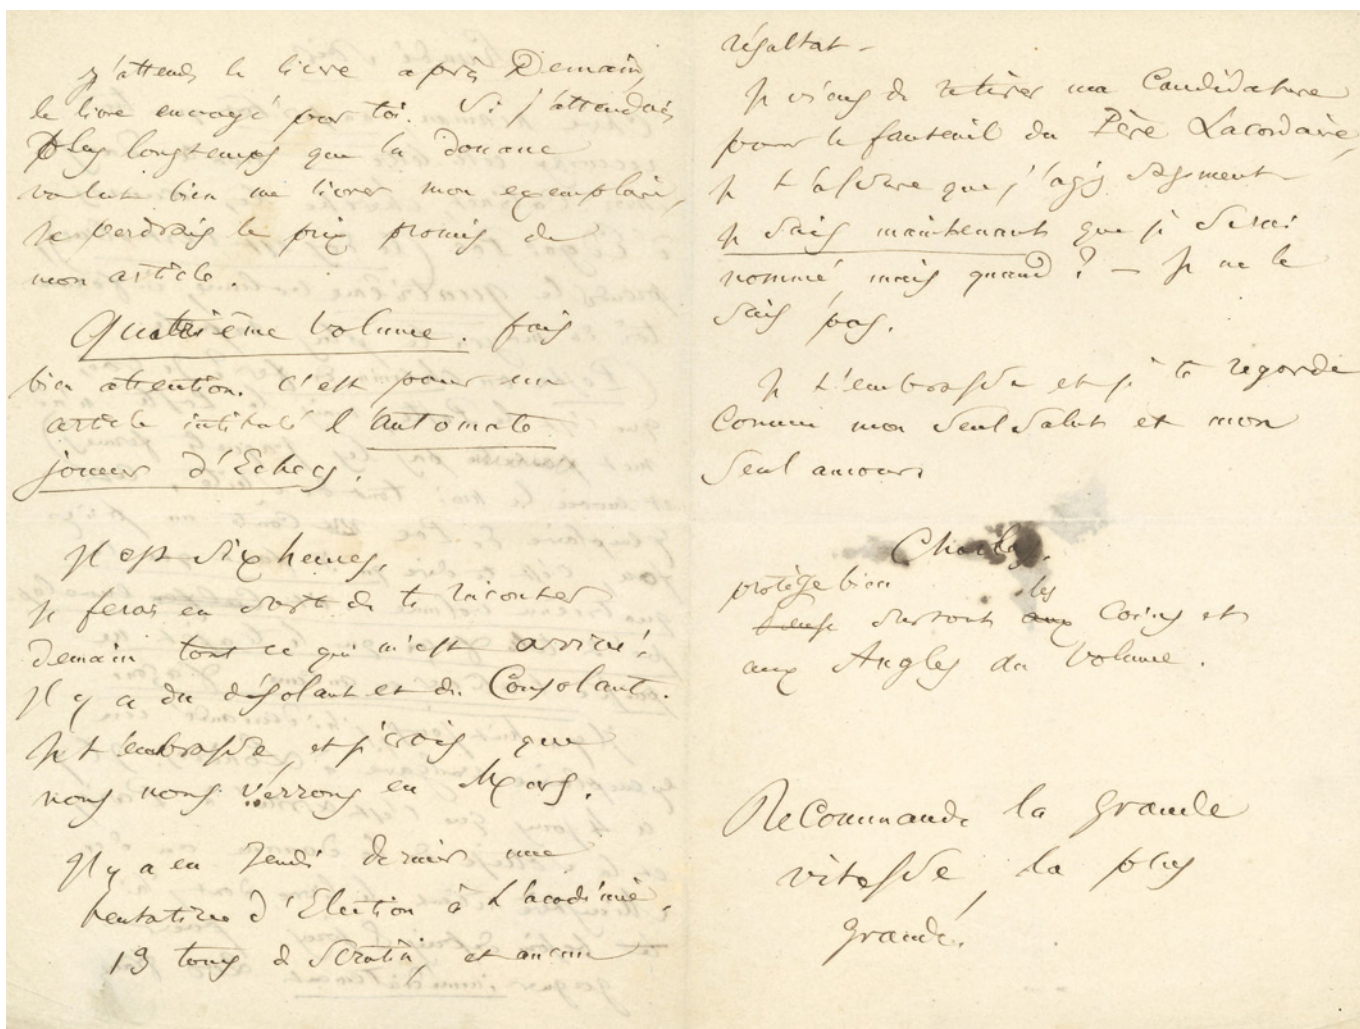 j'attends le livre après Demain,
le livre envoyé par toi. Si j'attendais
plus longtemps que la douane
voulut bien me livrer mon exemplaire,
je perdrais le prix promis de
mon article.
Quatrième volume. fais
bien attention. C'est pour un
article intitulé l'automate
joueur d'Echecs.
Il est six heures,
je ferai en sorte de te raconter
demain tout ce qui m'est arrivé.
Il y a du désolant et du Consolant.
Je t'embrasse, et je crois que
nous nous verrons en Mars.
Il y a eu Jeudi dernier une
tentative d'Election à L'académie.
13 tours de Scrutin, et aucun
résultat –
Je viens de retirer ma Candidature
pour le fauteuil du Père Lacordaire,
je t'assure que j'agis sagement
je sais maintenant que je serai
nommé, mais quand ? – Je ne le
sais pas.
Je t'embrasse et je te regarde
Comme mon Seul Salut et mon
Seul amour.
Charles.
protège bien
surtout les
aux Coins et
aux Angles du Volume.
Recommande la grande
vitesse, la plus
grande.